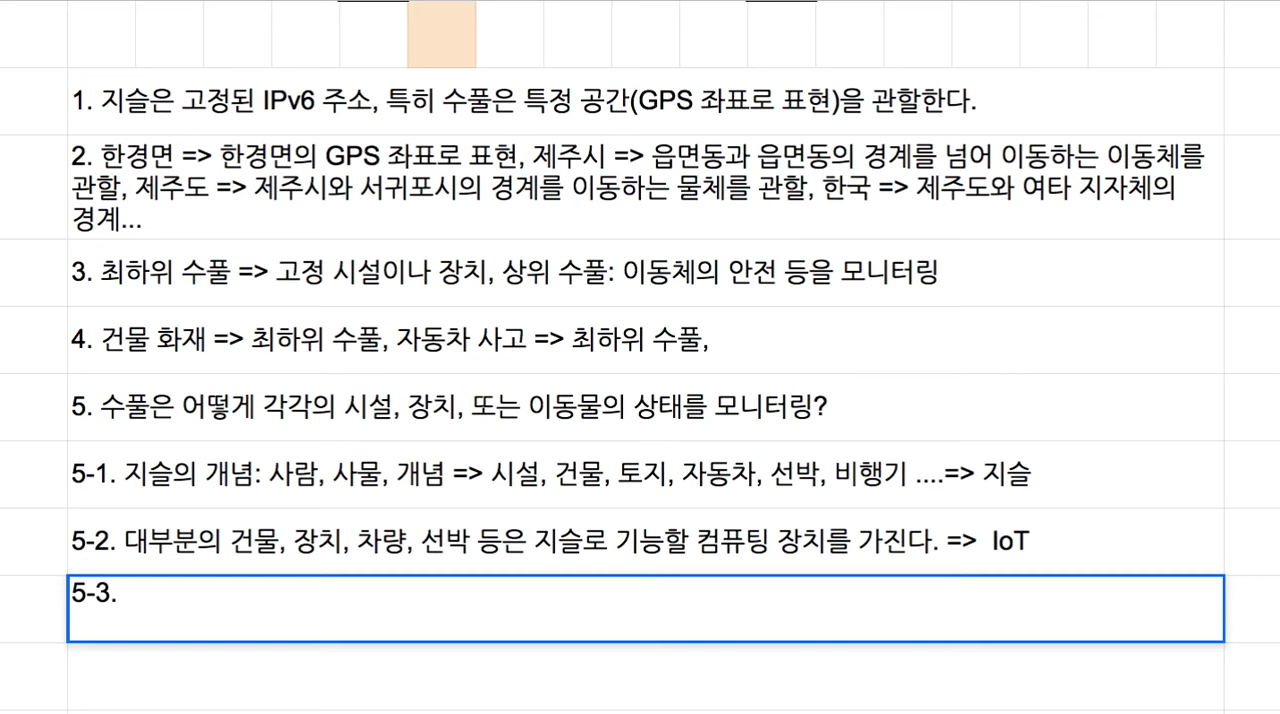 1. 지슬은 고정된 IPv6 주소, 특히 수풀은 특정 공간(GPS 좌표로 표현)을 관할한다.
2. 한경면 => 한경면의 GPS 좌표로 표현, 제주시 => 읍면동과 읍면동의 경계를 넘어 이동하는 이동체를
관할, 제주도 => 제주시와 서귀포시의 경계를 이동하는 물체를 관할, 한국 => 제주도와 여타 지자체의
경계...
3. 최하위 수풀 => 고정 시설이나 장치, 상위 수풀: 이동체의 안전 등을 모니터링
4. 건물 화재 => 최하위 수풀, 자동차 사고 => 최하위 수풀,
5. 수풀은 어떻게 각각의 시설, 장치, 또는 이동물의 상태를 모니터링?
5-1. 지슬의 개념: 사람, 사물, 개념 => 시설, 건물, 토지, 자동차, 선박, 비행기 ....=> 지슬
5-2. 대부분의 건물, 장치, 차량, 선박 등은 지슬로 기능할 컴퓨팅 장치를 가진다. => IoT
5-3.